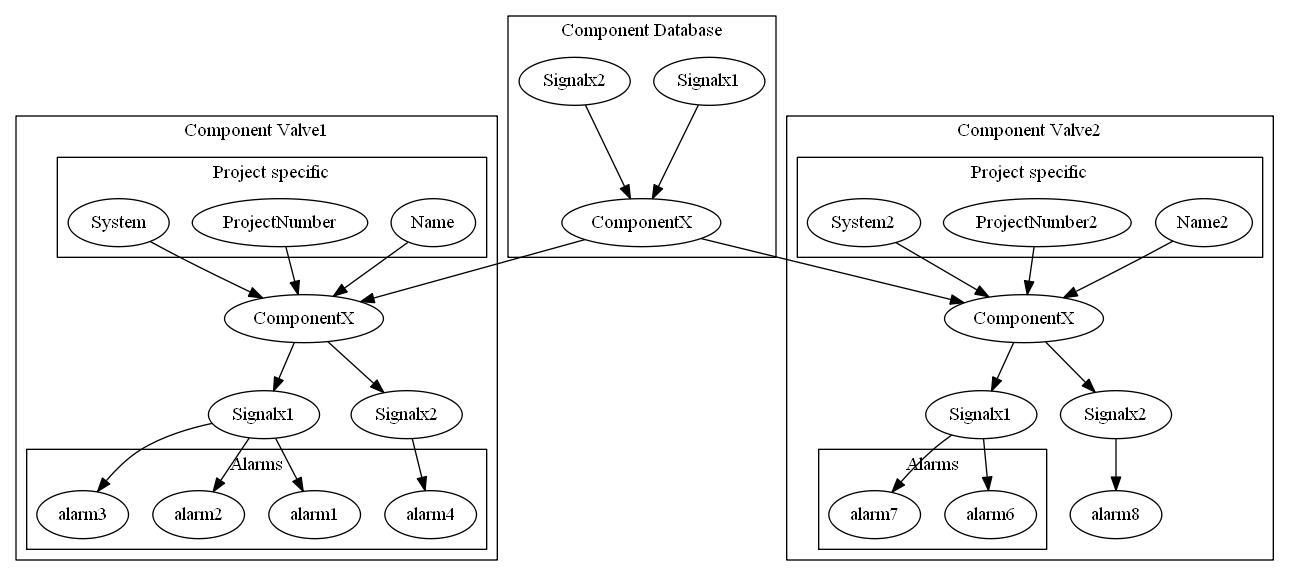 Component Database
Signalx2
Signalx1
ComponentX
Component Valve1
Project specific
System
ProjectNumber
Name
ComponentX
Signalx1
Signalx2
Alarms
alarm3
alarm2
alarm1
alarm4
Component Valve2
Project specific
System2
ProjectNumber2
Name2
ComponentX
Signalx1
Signalx2
Alarms
alarm7
alarm6
alarm8